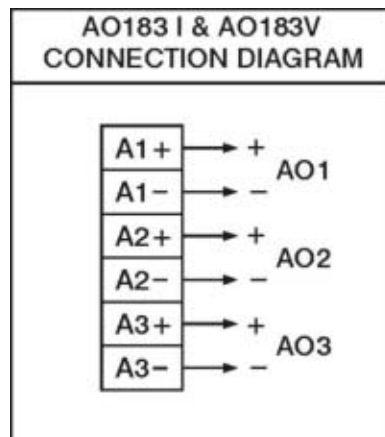 AO183 I & AO183V
CONNECTION DIAGRAM
A1+ +
AO1
A1− −
A2+ +
AO2
A2− −
A3+ +
AO3
A3− −